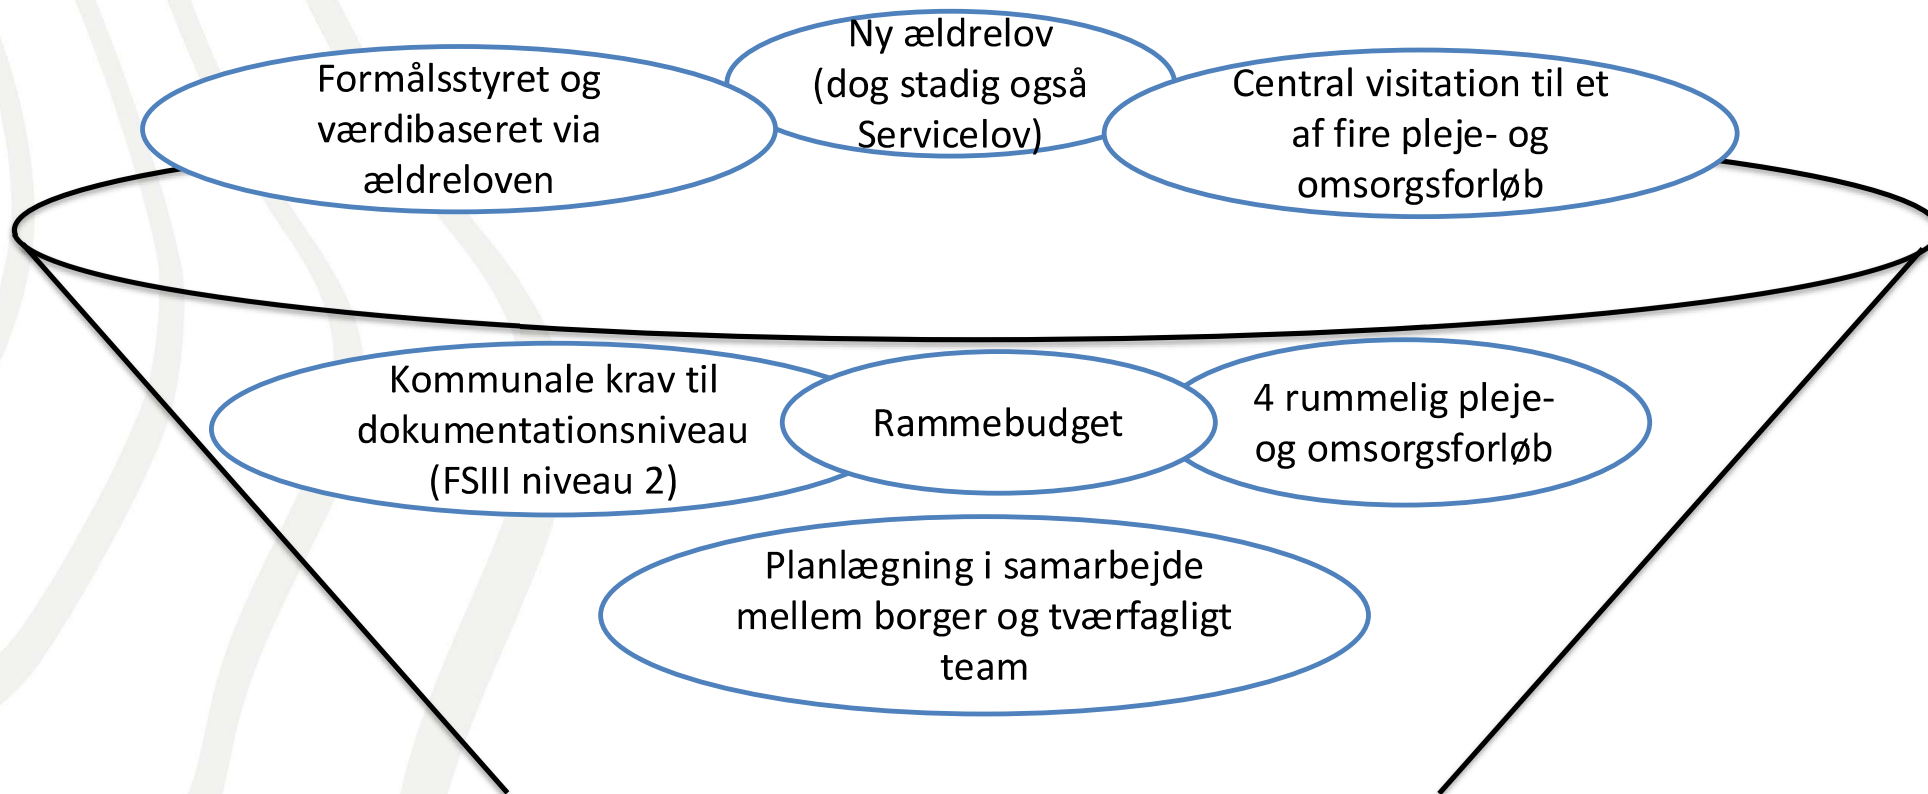 Formålsstyret og
værdibaseret via
ældreloven
Ny ældrelov
(dog stadig også
Servicelov)
Central visitation til et
af fire pleje- og
omsorgsforløb
Kommunale krav til
dokumentationsniveau
(FSIII niveau 2)
Rammebudget
4 rummelig pleje-
og omsorgsforløb
Planlægning i samarbejde
mellem borger og tværfagligt
team